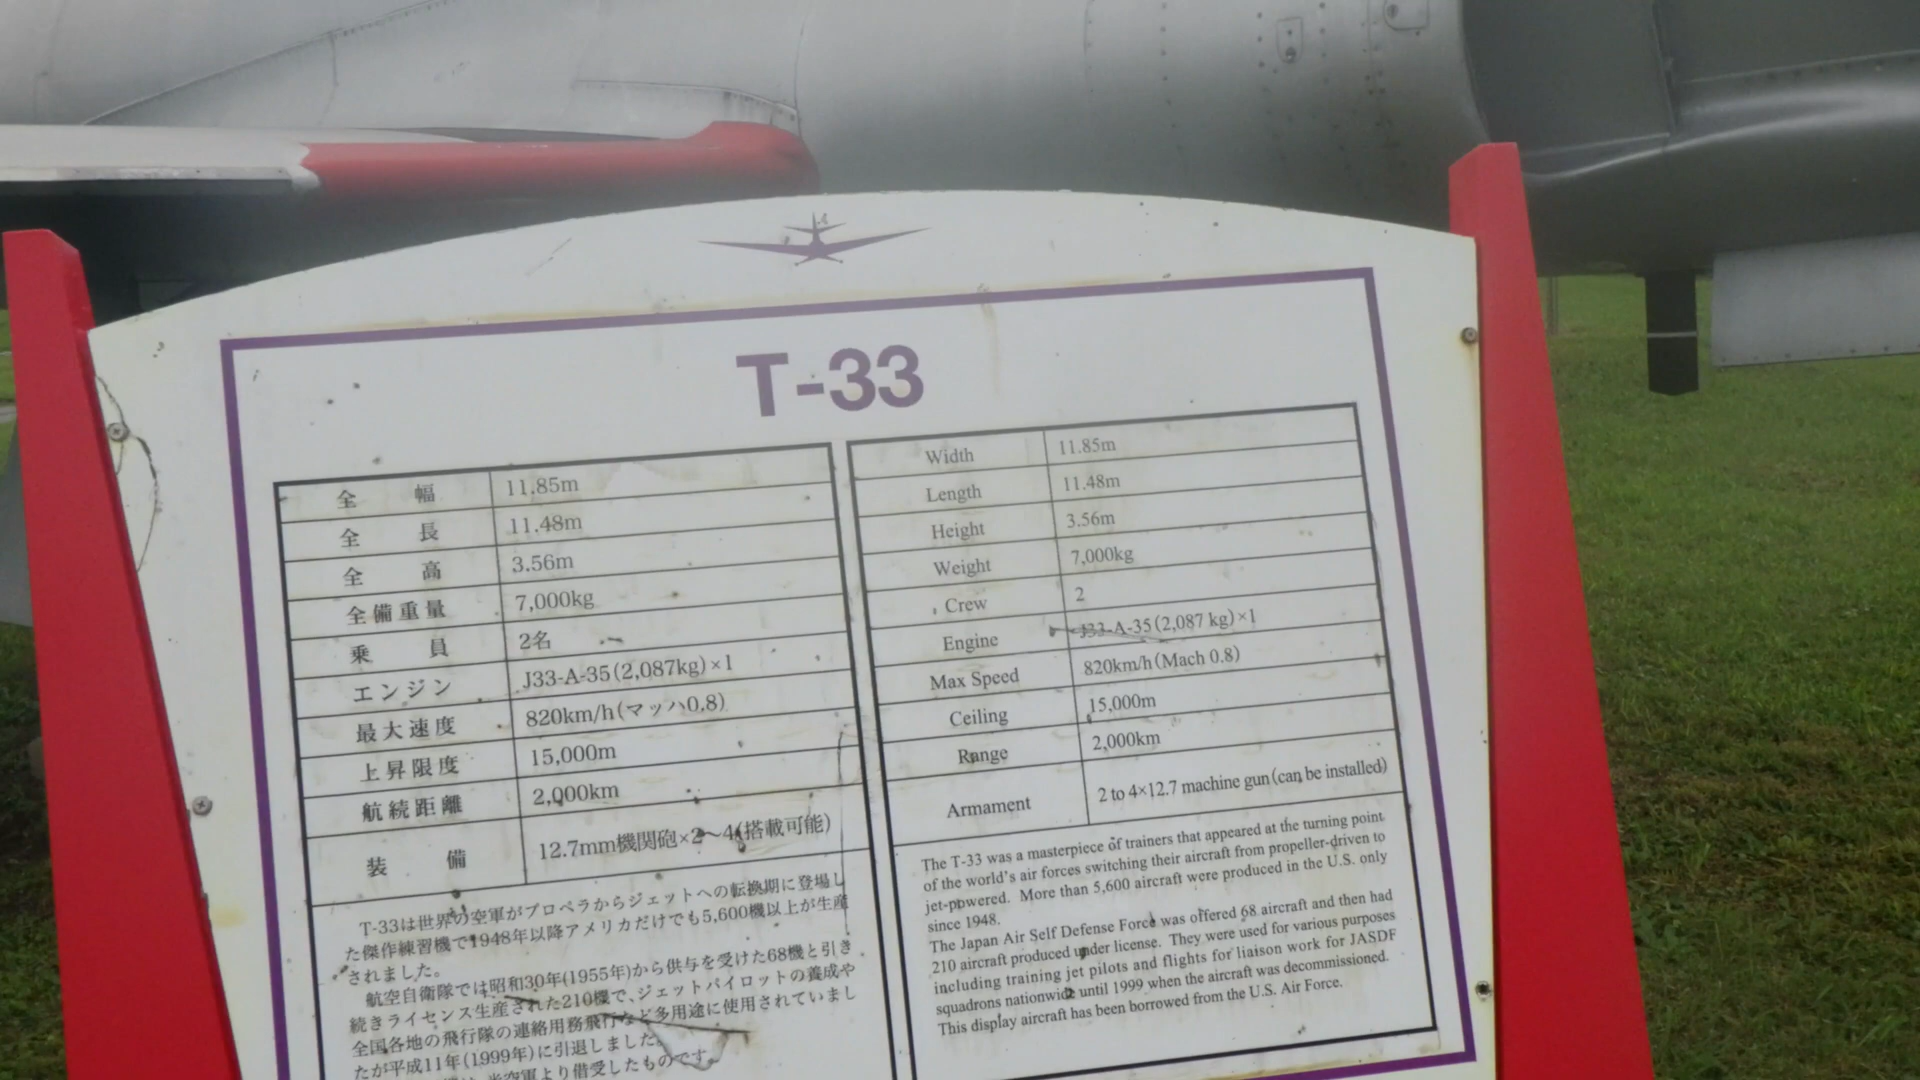 T-33
全幅 11.85m
全長 11.48m
全高 3.56m
全備重量 7,000kg
乗員 2名
エンジン J33-A-35(2,087kg)×1
最大速度 820km/h(マッハ0.8)
上昇限度 15,000m
航続距離 2,000km
装備 12.7mm機関砲×2〜4(搭載可能)
T-33は世界の空軍がプロペラからジェットへの転換期に登場し
た傑作練習機で1948年以降アメリカだけでも5,600機以上が生産
されました。
航空自衛隊では昭和30年(1955年)から供与を受けた68機と引き
続きライセンス生産された210機で、ジェットパイロットの養成や
全国各地の飛行隊の連絡用務飛行など多用途に使用されていまし
たが平成11年(1999年)に引退しました。
米空軍より借受したものです。
Width 11.85m
Length 11.48m
Height 3.56m
Weight 7,000kg
Crew 2
Engine J33-A-35(2,087 kg)×1
Max Speed 820km/h(Mach 0.8)
Ceiling 15,000m
Range 2,000km
Armament 2 to 4×12.7 machine gun(can be installed)
The T-33 was a masterpiece of trainers that appeared at the turning point
of the world's air forces switching their aircraft from propeller-driven to
jet-powered. More than 5,600 aircraft were produced in the U.S. only
since 1948.
The Japan Air Self Defense Force was offered 68 aircraft and then had
210 aircraft produced under license. They were used for various purposes
including training jet pilots and flights for liaison work for JASDF
squadrons nationwide until 1999 when the aircraft was decommissioned.
This display aircraft has been borrowed from the U.S. Air Force.